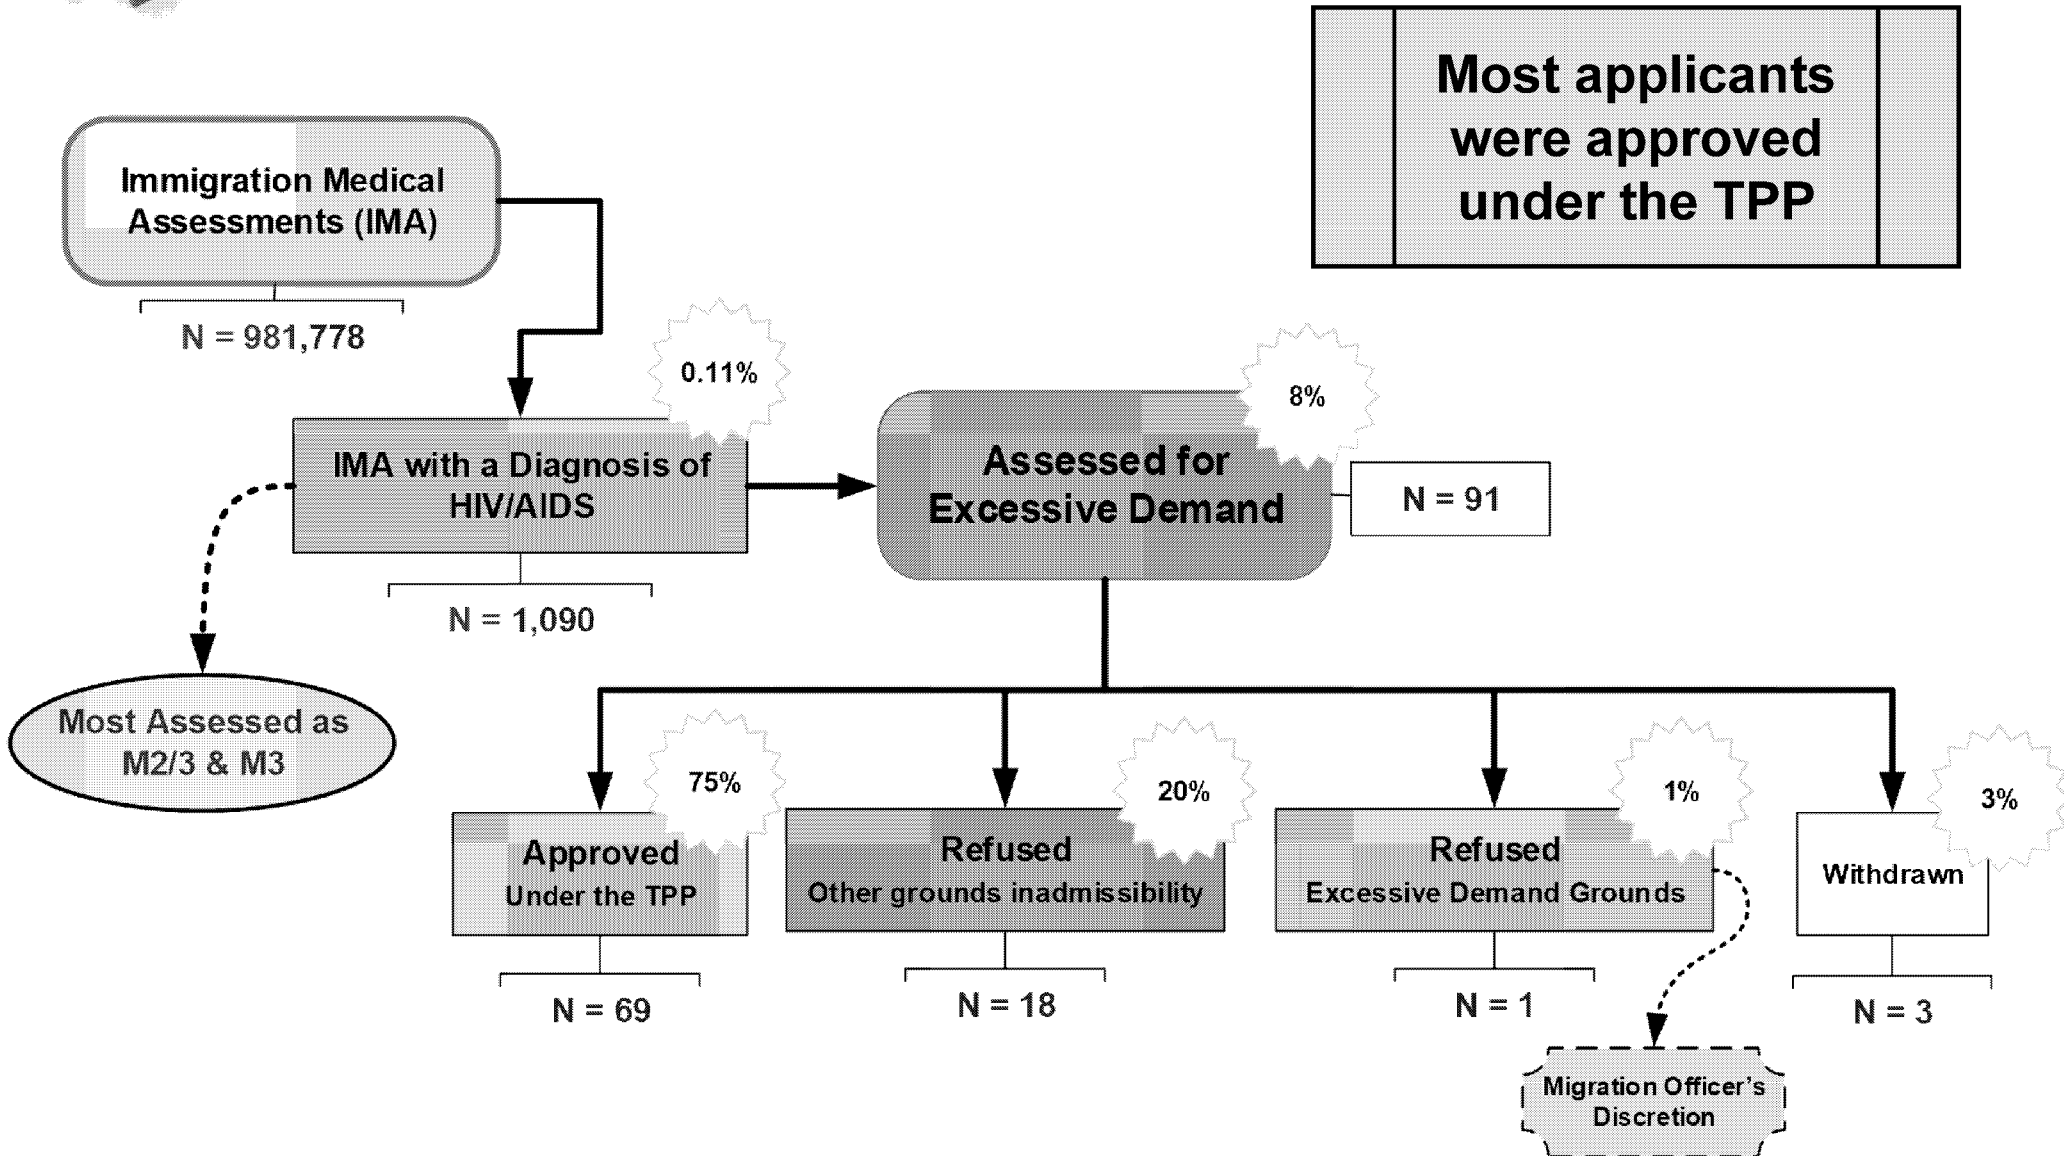 Most applicants
were approved
under the TPP
Immigration Medical
Assessments (IMA)
N = 981,778
0.11%
IMA with a Diagnosis of
HIV/AIDS
N = 1,090
8%
Assessed for
Excessive Demand
N = 91
Most Assessed as
M2/3 & M3
75%
Approved
Under the TPP
N = 69
20%
Refused
Other grounds inadmissibility
N = 18
1%
Refused
Excessive Demand Grounds
N = 1
Migration Officer's
Discretion
3%
Withdrawn
N = 3